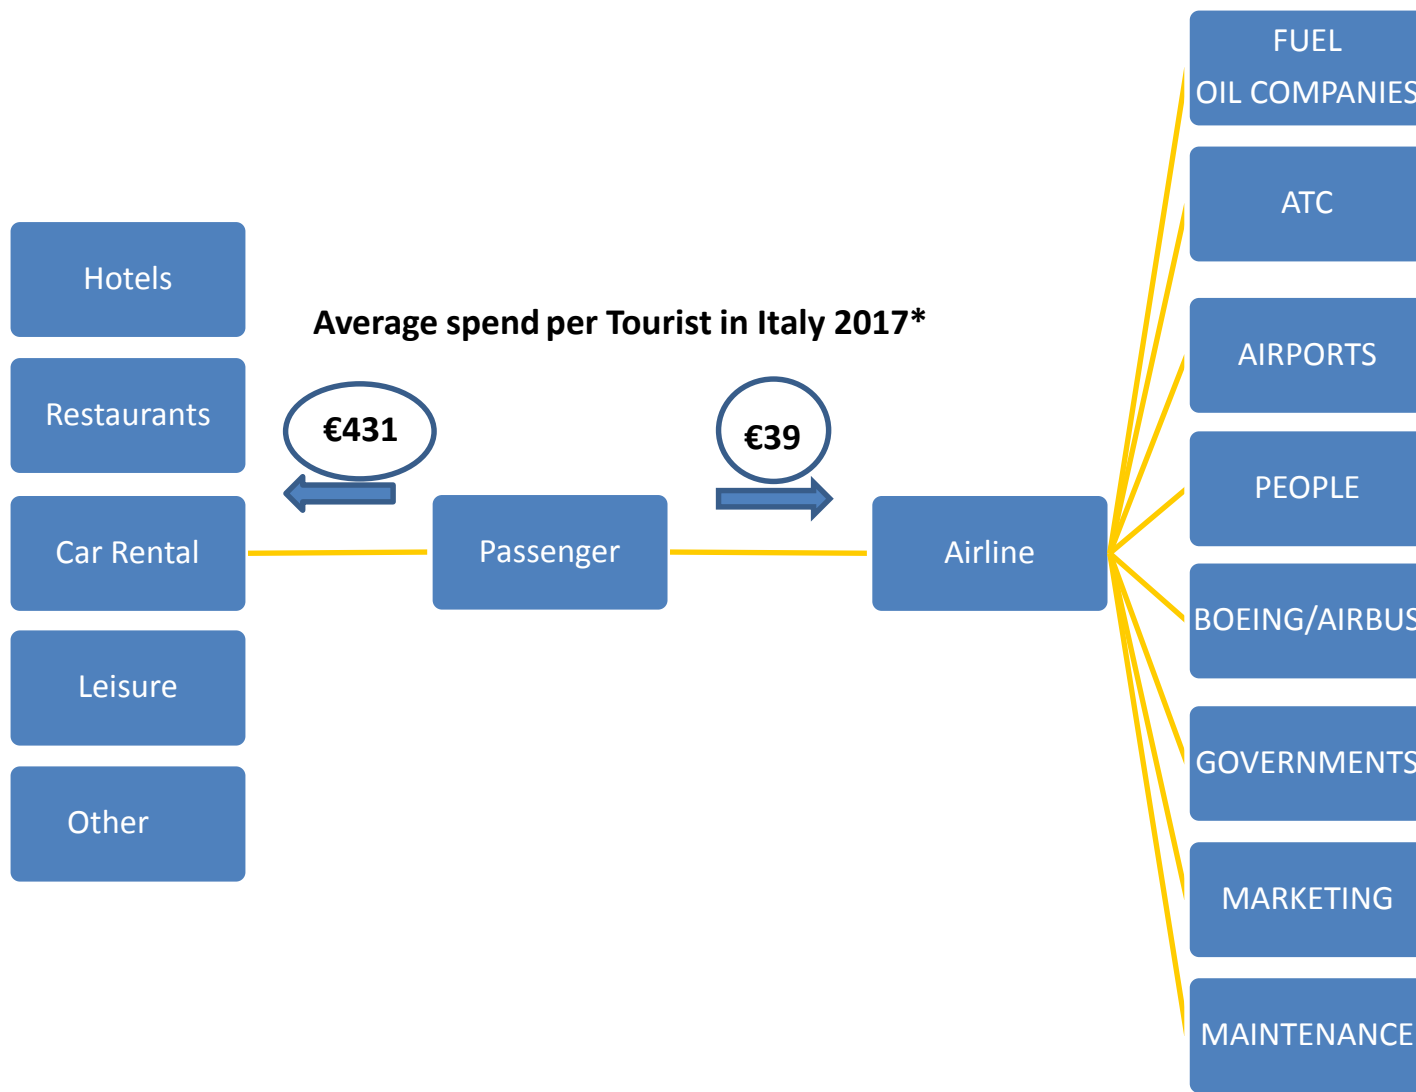 FUEL
OIL COMPANIES
ATC
Hotels
Average spend per Tourist in Italy 2017*
AIRPORTS
Restaurants
€431
€39
PEOPLE
Car Rental
Passenger
Airline
BOEING/AIRBUS
Leisure
GOVERNMENTS
Other
MARKETING
MAINTENANCE